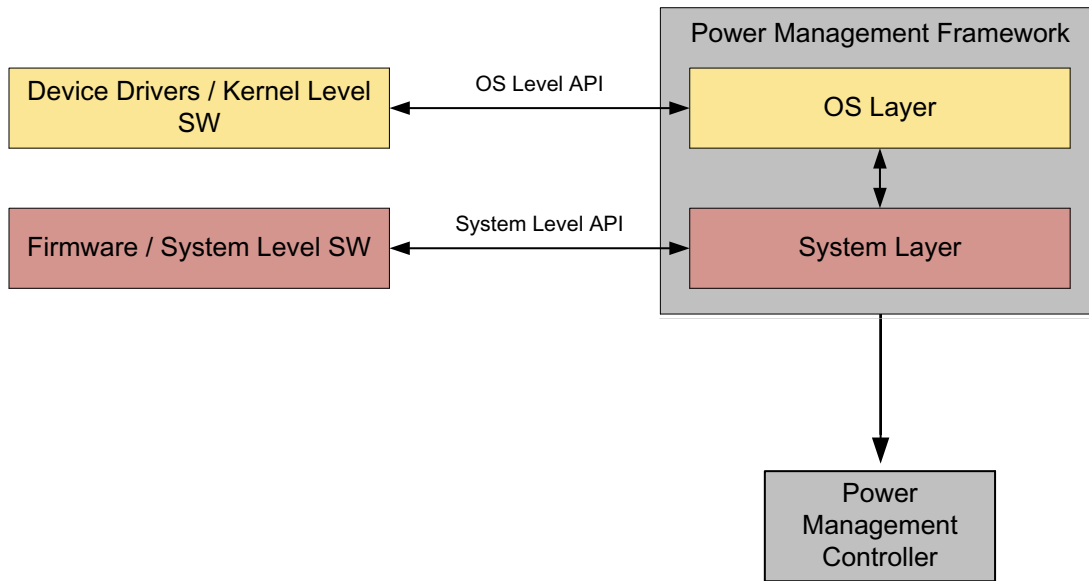 Power Management Framework
Device Drivers / Kernel Level
SW
OS Level API
OS Layer
Firmware / System Level SW
System Level API
System Layer
Power
Management
Controller